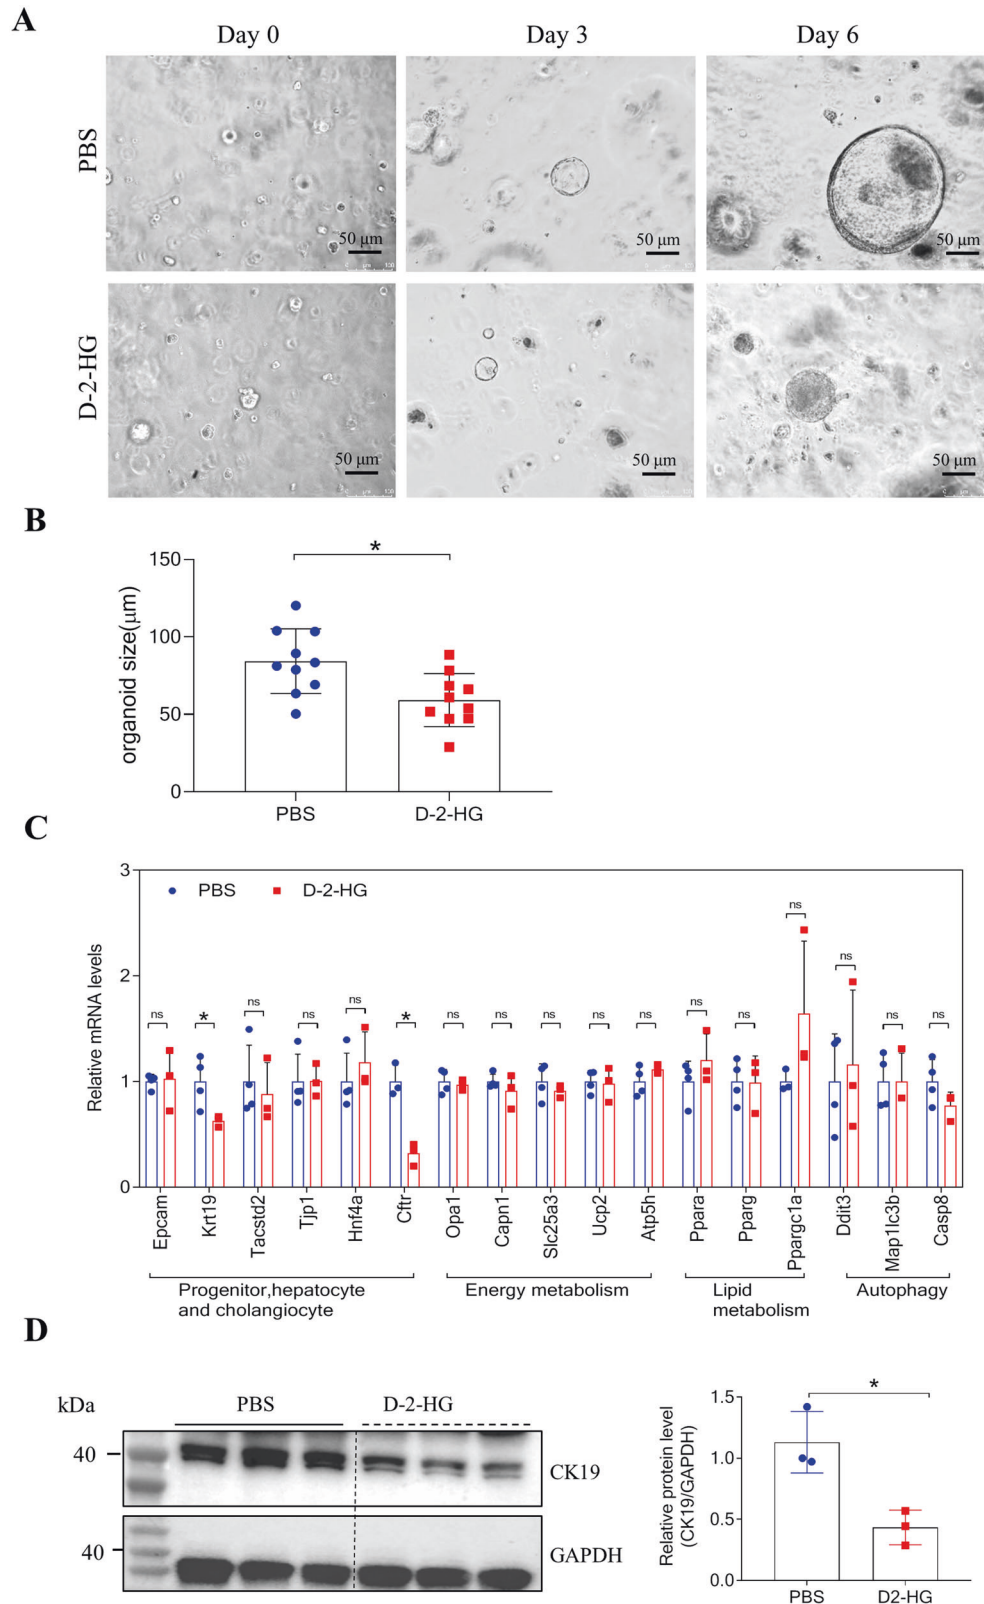 A
Day 0
Day 3
Day 6
PBS
50 μm
50 μm
50 μm
D-2-HG
50 μm
50 μm
50 μm
B
*
150
100
50
0
organoid size(μm)
PBS
D-2-HG
C
3
2
1
0
Relative mRNA levels
PBS
D-2-HG
ns
*
ns
ns
ns
*
ns
ns
ns
ns
ns
ns
ns
ns
ns
ns
ns
Epcam
Krt19
Tacstd2
Tjp1
Hnf4a
Cftr
Opa1
Capn1
Slc25a3
Ucp2
Atp5h
Ppara
Pparg
Ppargc1a
Ddit3
Map1lc3b
Casp8
Progenitor,hepatocyte
and cholangiocyte
Energy metabolism
Lipid
metabolism
Autophagy
D
kDa
PBS
D-2-HG
40
CK19
40
GAPDH
*
1.5
1.0
0.5
0.0
Relative protein level
(CK19/GAPDH)
PBS
D2-HG